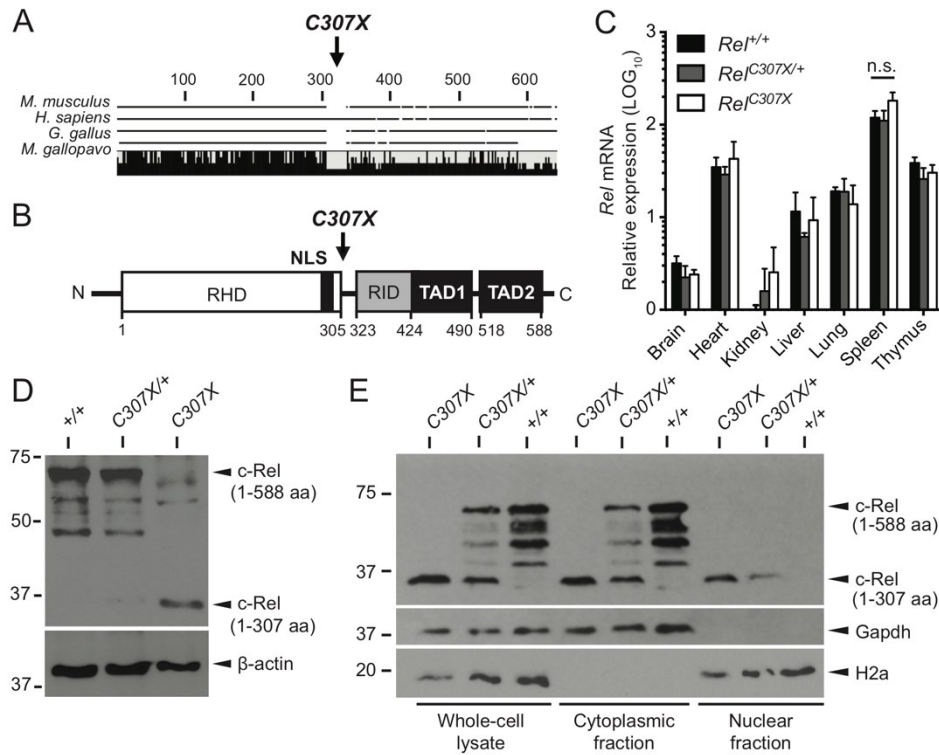 A
C307X
100 200 300 400 500 600
M. musculus
H. sapiens
G. gallus
M. gallopavo
B
C307X
NLS
N RHD RID TAD1 TAD2 C
1 305 323 424 490 518 588
C
Rel mRNA
Relative expression (LOG10)
3
2
1
0
Rel+/+
RelC307X/+
RelC307X
n.s.
Brain
Heart
Kidney
Liver
Lung
Spleen
Thymus
D
+/+ C307X/+ C307X
75
50
37
37
c-Rel
(1-588 aa)
c-Rel
(1-307 aa)
β-actin
E
C307X C307X/+ +/+ C307X C307X/+ +/+ C307X C307X/+ +/+
75
37
37
20
c-Rel
(1-588 aa)
c-Rel
(1-307 aa)
Gapdh
H2a
Whole-cell
lysate
Cytoplasmic
fraction
Nuclear
fraction